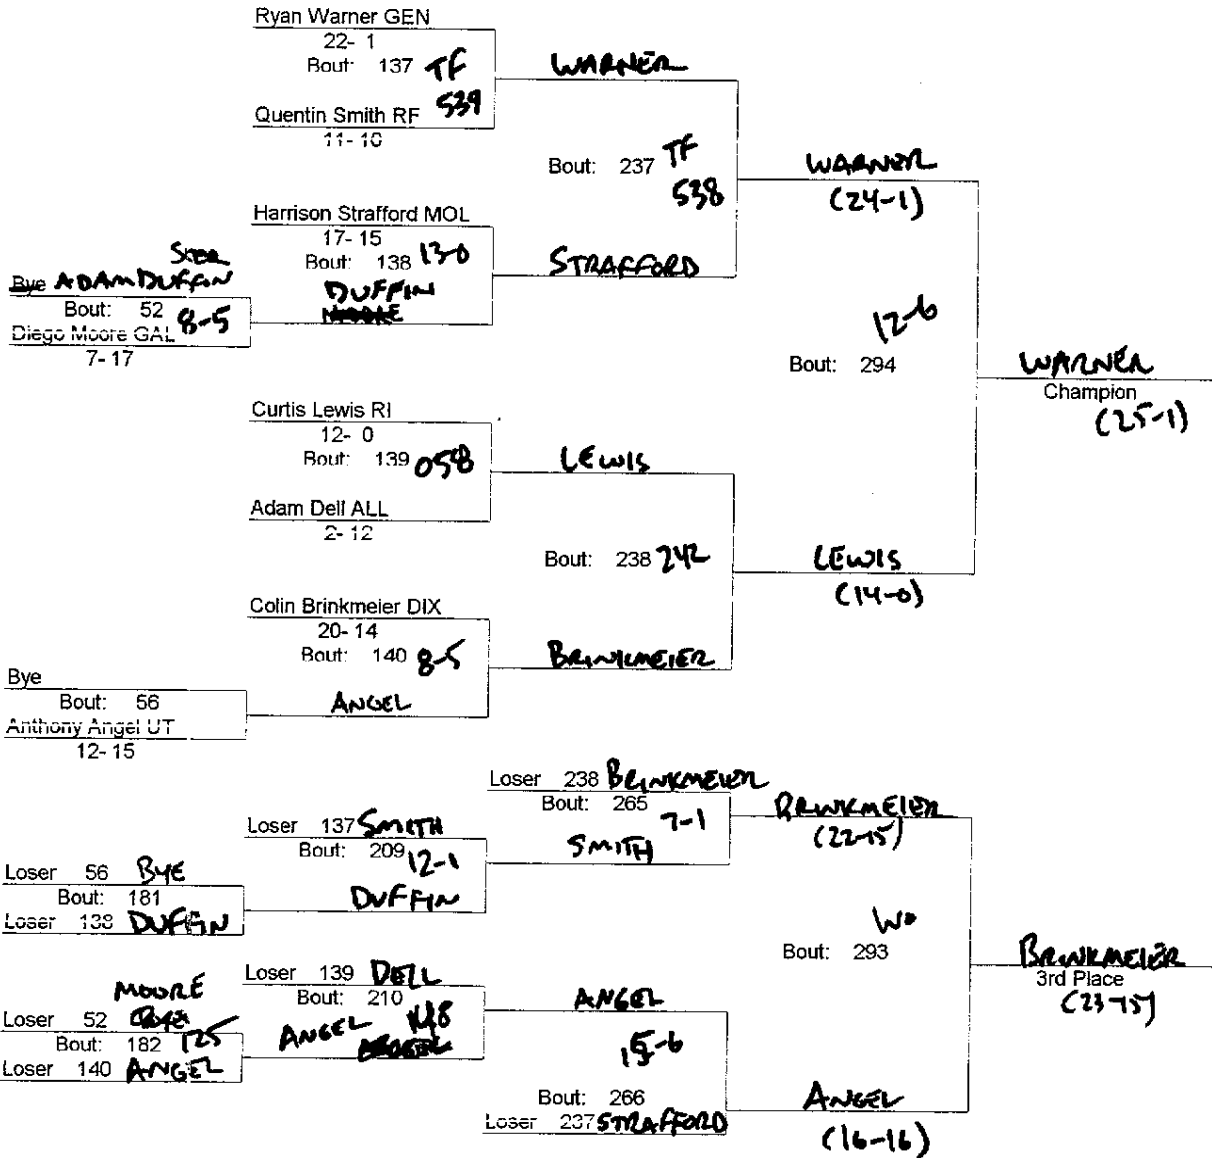 Ryan Warner GEN
22- 1
Bout: 137 TF
539
WARNER
Quentin Smith RF
11- 10
Bout: 237 TF
538
WARNER
(24-1)
Harrison Strafford MOL
17- 15
Bout: 138 13-0
STRAFFORD
Bye ADAM DUFFIN
Bout: 52 8-5
DUFFIN
Diego Moore GAL
7- 17
12-6
Bout: 294
WARNER
Champion
(25-1)
Curtis Lewis RI
12- 0
Bout: 139 058
LEWIS
Adam Dell ALL
2- 12
Bout: 238 242
LEWIS
(14-0)
Colin Brinkmeier DIX
20- 14
Bout: 140 8-5
BRINKMEIER
Bye
Bout: 56
ANGEL
Anthony Angel UT
12- 15
Loser 238 BRINKMEIER
Bout: 265
7-1
BRINKMEIER
(22-15)
Loser 137 SMITH
Bout: 209 12-1
SMITH
Loser 56 BYE
Bout: 181
DUFFIN
Loser 138 DUFFIN
WO
Bout: 293
BRINKMEIER
3rd Place
(23-15)
Loser 139 DELL
Bout: 210
ANGEL
ANGEL
MOORE
Loser 52
Bout: 182 125
Loser 140 ANGEL
15-6
Bout: 266
Loser 237 STRAFFORD
ANGEL
(16-16)